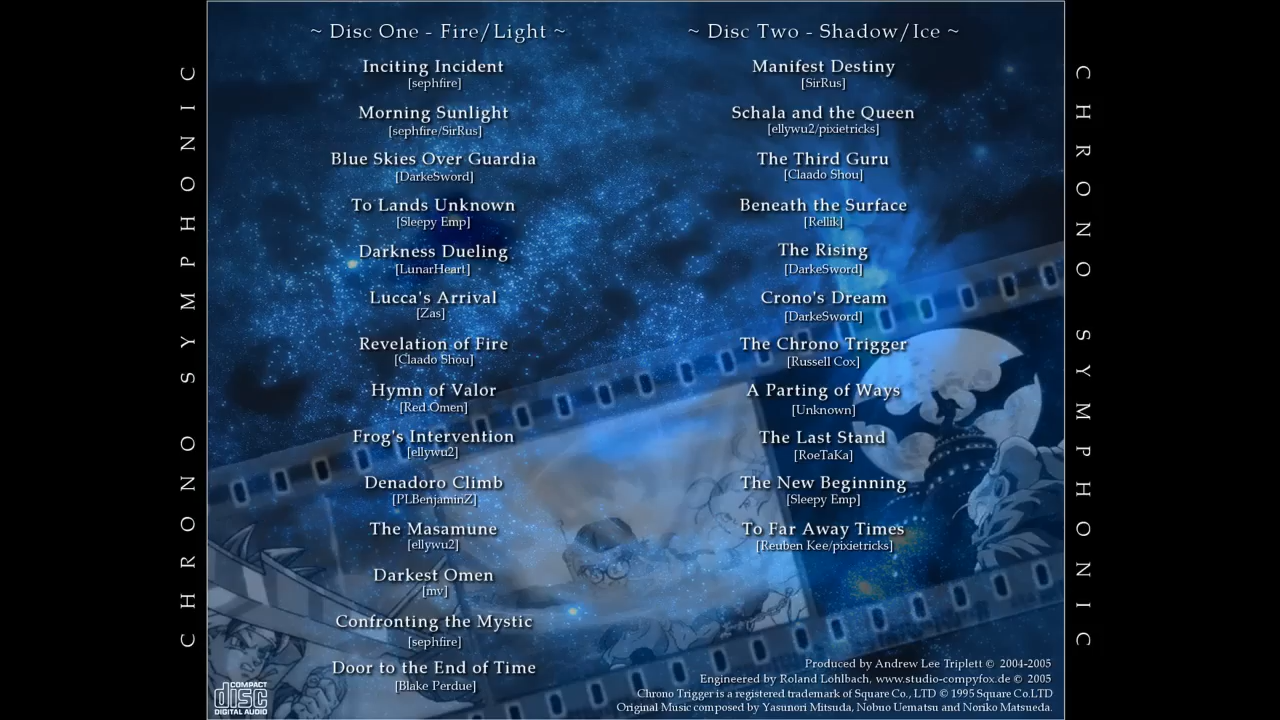 CHRONO SYMPHONIC
~ Disc One - Fire/Light ~
Inciting Incident
[sephfire]
Morning Sunlight
[sephfire/SirRus]
Blue Skies Over Guardia
[DarkeSword]
To Lands Unknown
[Sleepy Emp]
Darkness Dueling
[LunarHeart]
Lucca's Arrival
[Zas]
Revelation of Fire
[Claado Shou]
Hymn of Valor
[Red Omen]
Frog's Intervention
[ellywu2]
Denadoro Climb
[PLBenjaminZ]
The Masamune
[ellywu2]
Darkest Omen
[mv]
Confronting the Mystic
[sephfire]
Door to the End of Time
[Blake Perdue]
COMPACT
disc
DIGITAL AUDIO
~ Disc Two - Shadow/Ice ~
Manifest Destiny
[SirRus]
Schala and the Queen
[ellywu2/pixietricks]
The Third Guru
[Claado Shou]
Beneath the Surface
[Rellik]
The Rising
[DarkeSword]
Crono's Dream
[DarkeSword]
The Chrono Trigger
[Russell Cox]
A Parting of Ways
[Unknown]
The Last Stand
[RoeTaKa]
The New Beginning
[Sleepy Emp]
To Far Away Times
[Reuben Kee/pixietricks]
Produced by Andrew Lee Triplett © 2004-2005
Engineered by Roland Löhlbach, www.studio-compyfox.de © 2005
Chrono Trigger is a registered trademark of Square Co., LTD © 1995 Square Co.LTD
Original Music composed by Yasunori Mitsuda, Nobuo Uematsu and Noriko Matsueda.
CHRONO SYMPHONIC